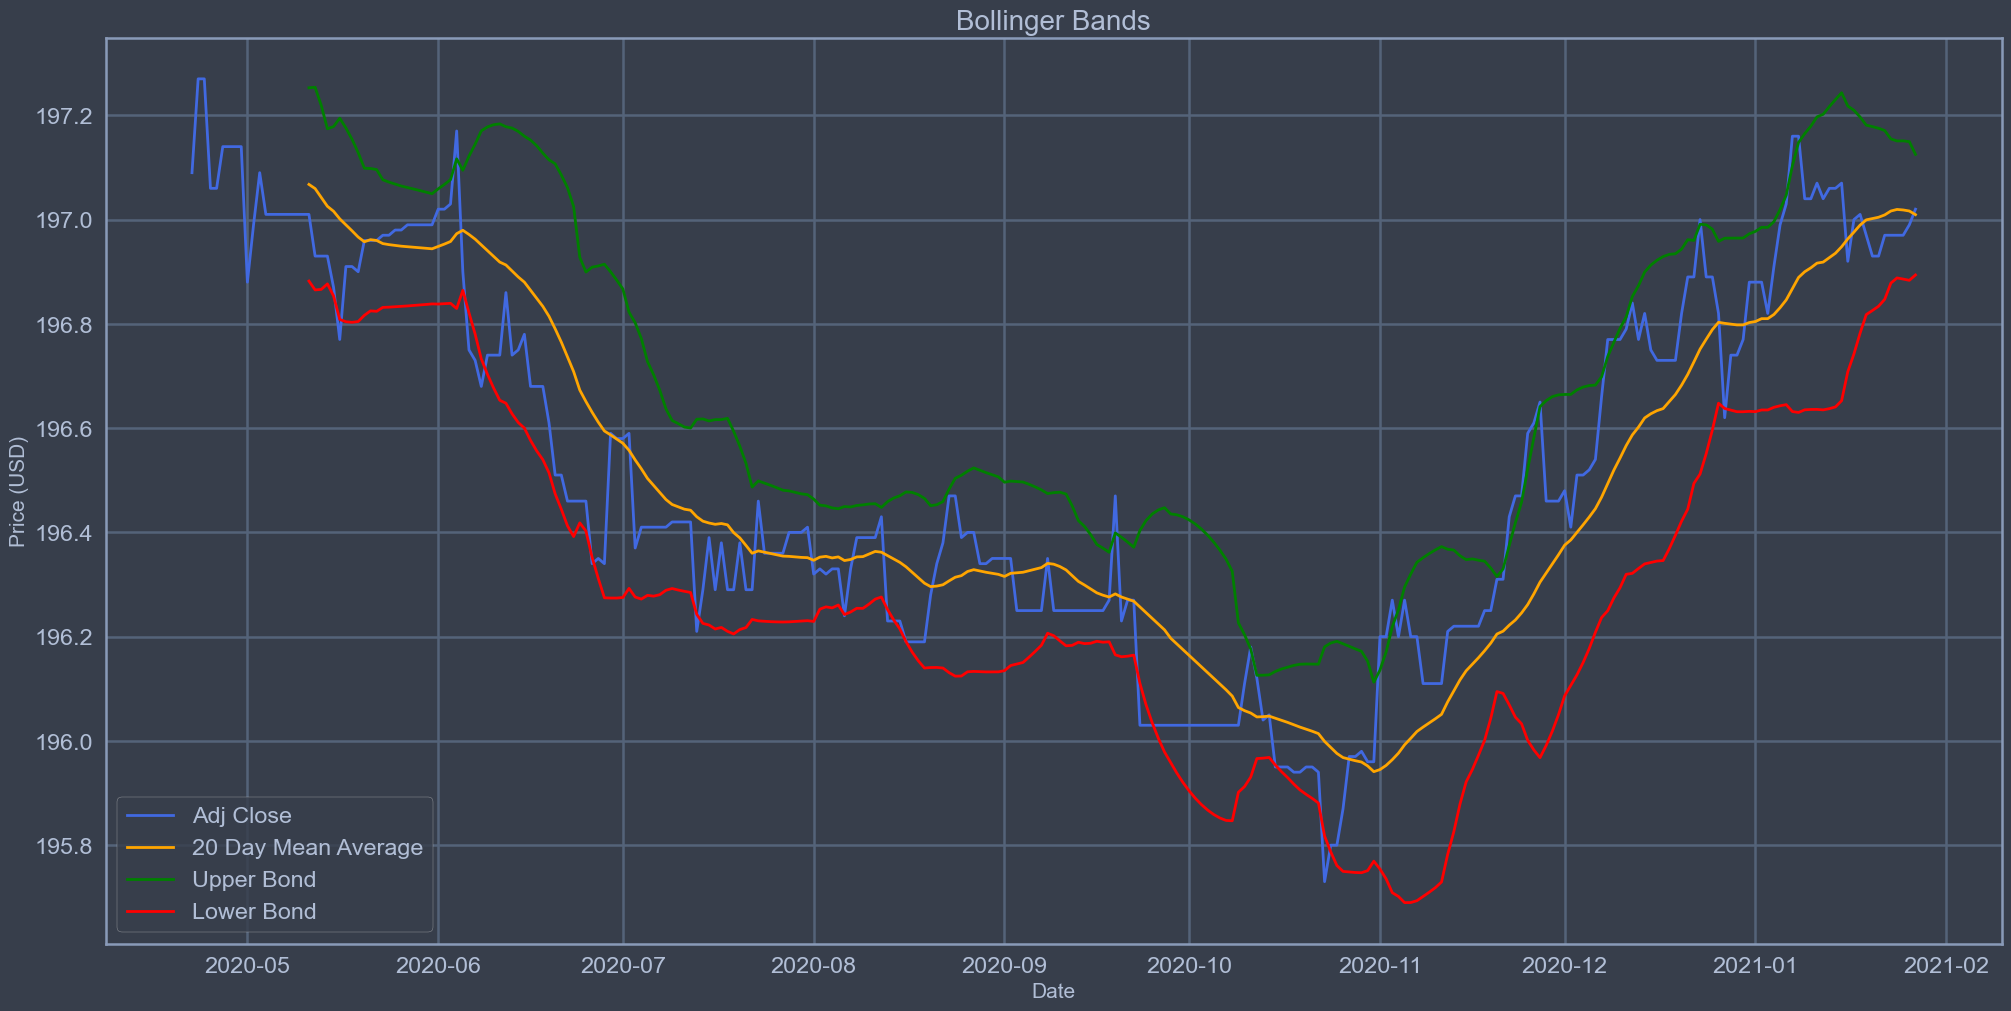 Bollinger Bands
Price (USD)
197.2
197.0
196.8
196.6
196.4
196.2
196.0
195.8
Adj Close
20 Day Mean Average
Upper Bond
Lower Bond
2020-05 2020-06 2020-07 2020-08 2020-09 2020-10 2020-11 2020-12 2021-01 2021-02
Date